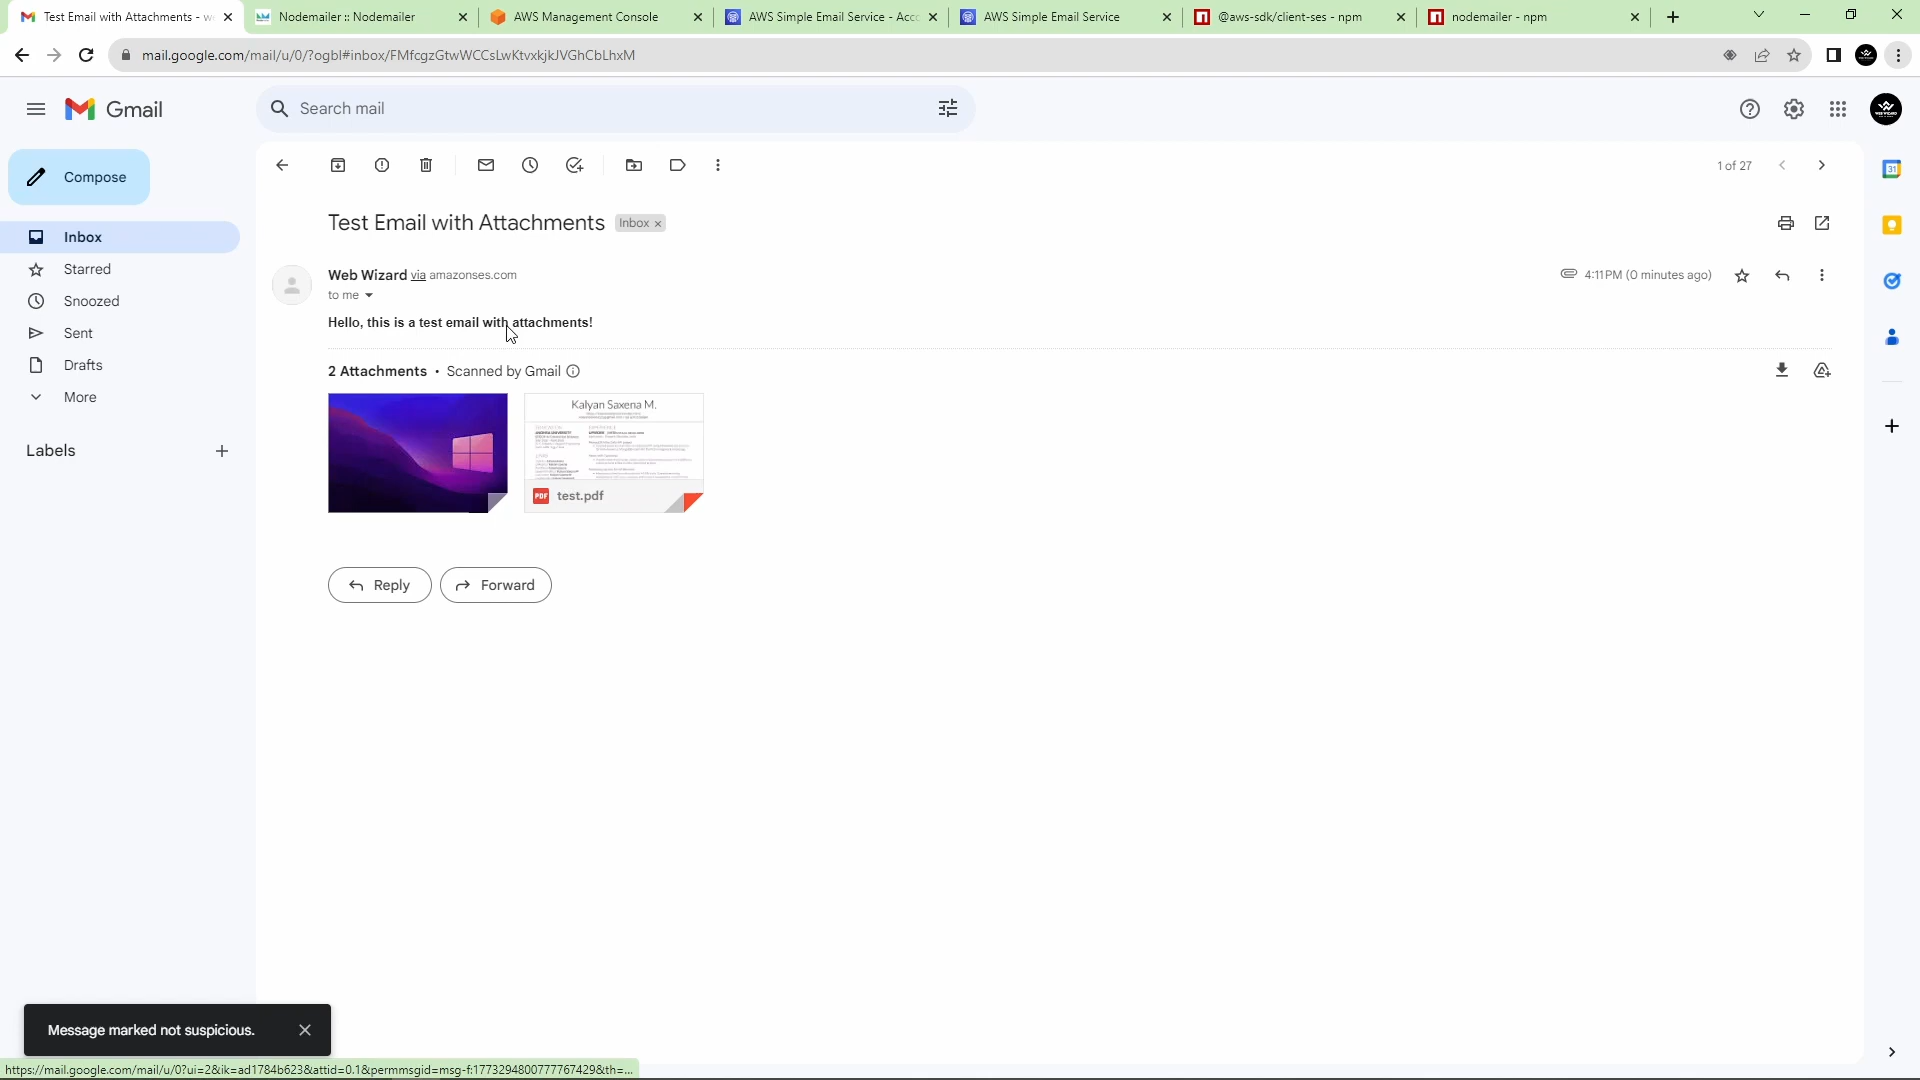 Test Email with Attachments - w
Nodemailer :: Nodemailer
AWS Management Console
AWS Simple Email Service - Acc
AWS Simple Email Service
@aws-sdk/client-ses - npm
nodemailer - npm
mail.google.com/mail/u/0/?ogbl#inbox/FMfcgzGtwWCCsLwKtvxkjkJVGhCbLhxM
Gmail
Search mail
Compose
1 of 27
Inbox
Starred
Snoozed
Sent
Drafts
More
Labels
Test Email with Attachments Inbox x
Web Wizard via amazonses.com
4:11 PM (0 minutes ago)
to me
Hello, this is a test email with attachments!
2 Attachments • Scanned by Gmail
Kalyan Saxena M.
PDF test.pdf
Reply
Forward
31
Message marked not suspicious.
https://mail.google.com/mail/u/0?ui=2&ik=ad1784b623&attid=0.1&permmsgid=msg-f:1773294800777767429&th=...